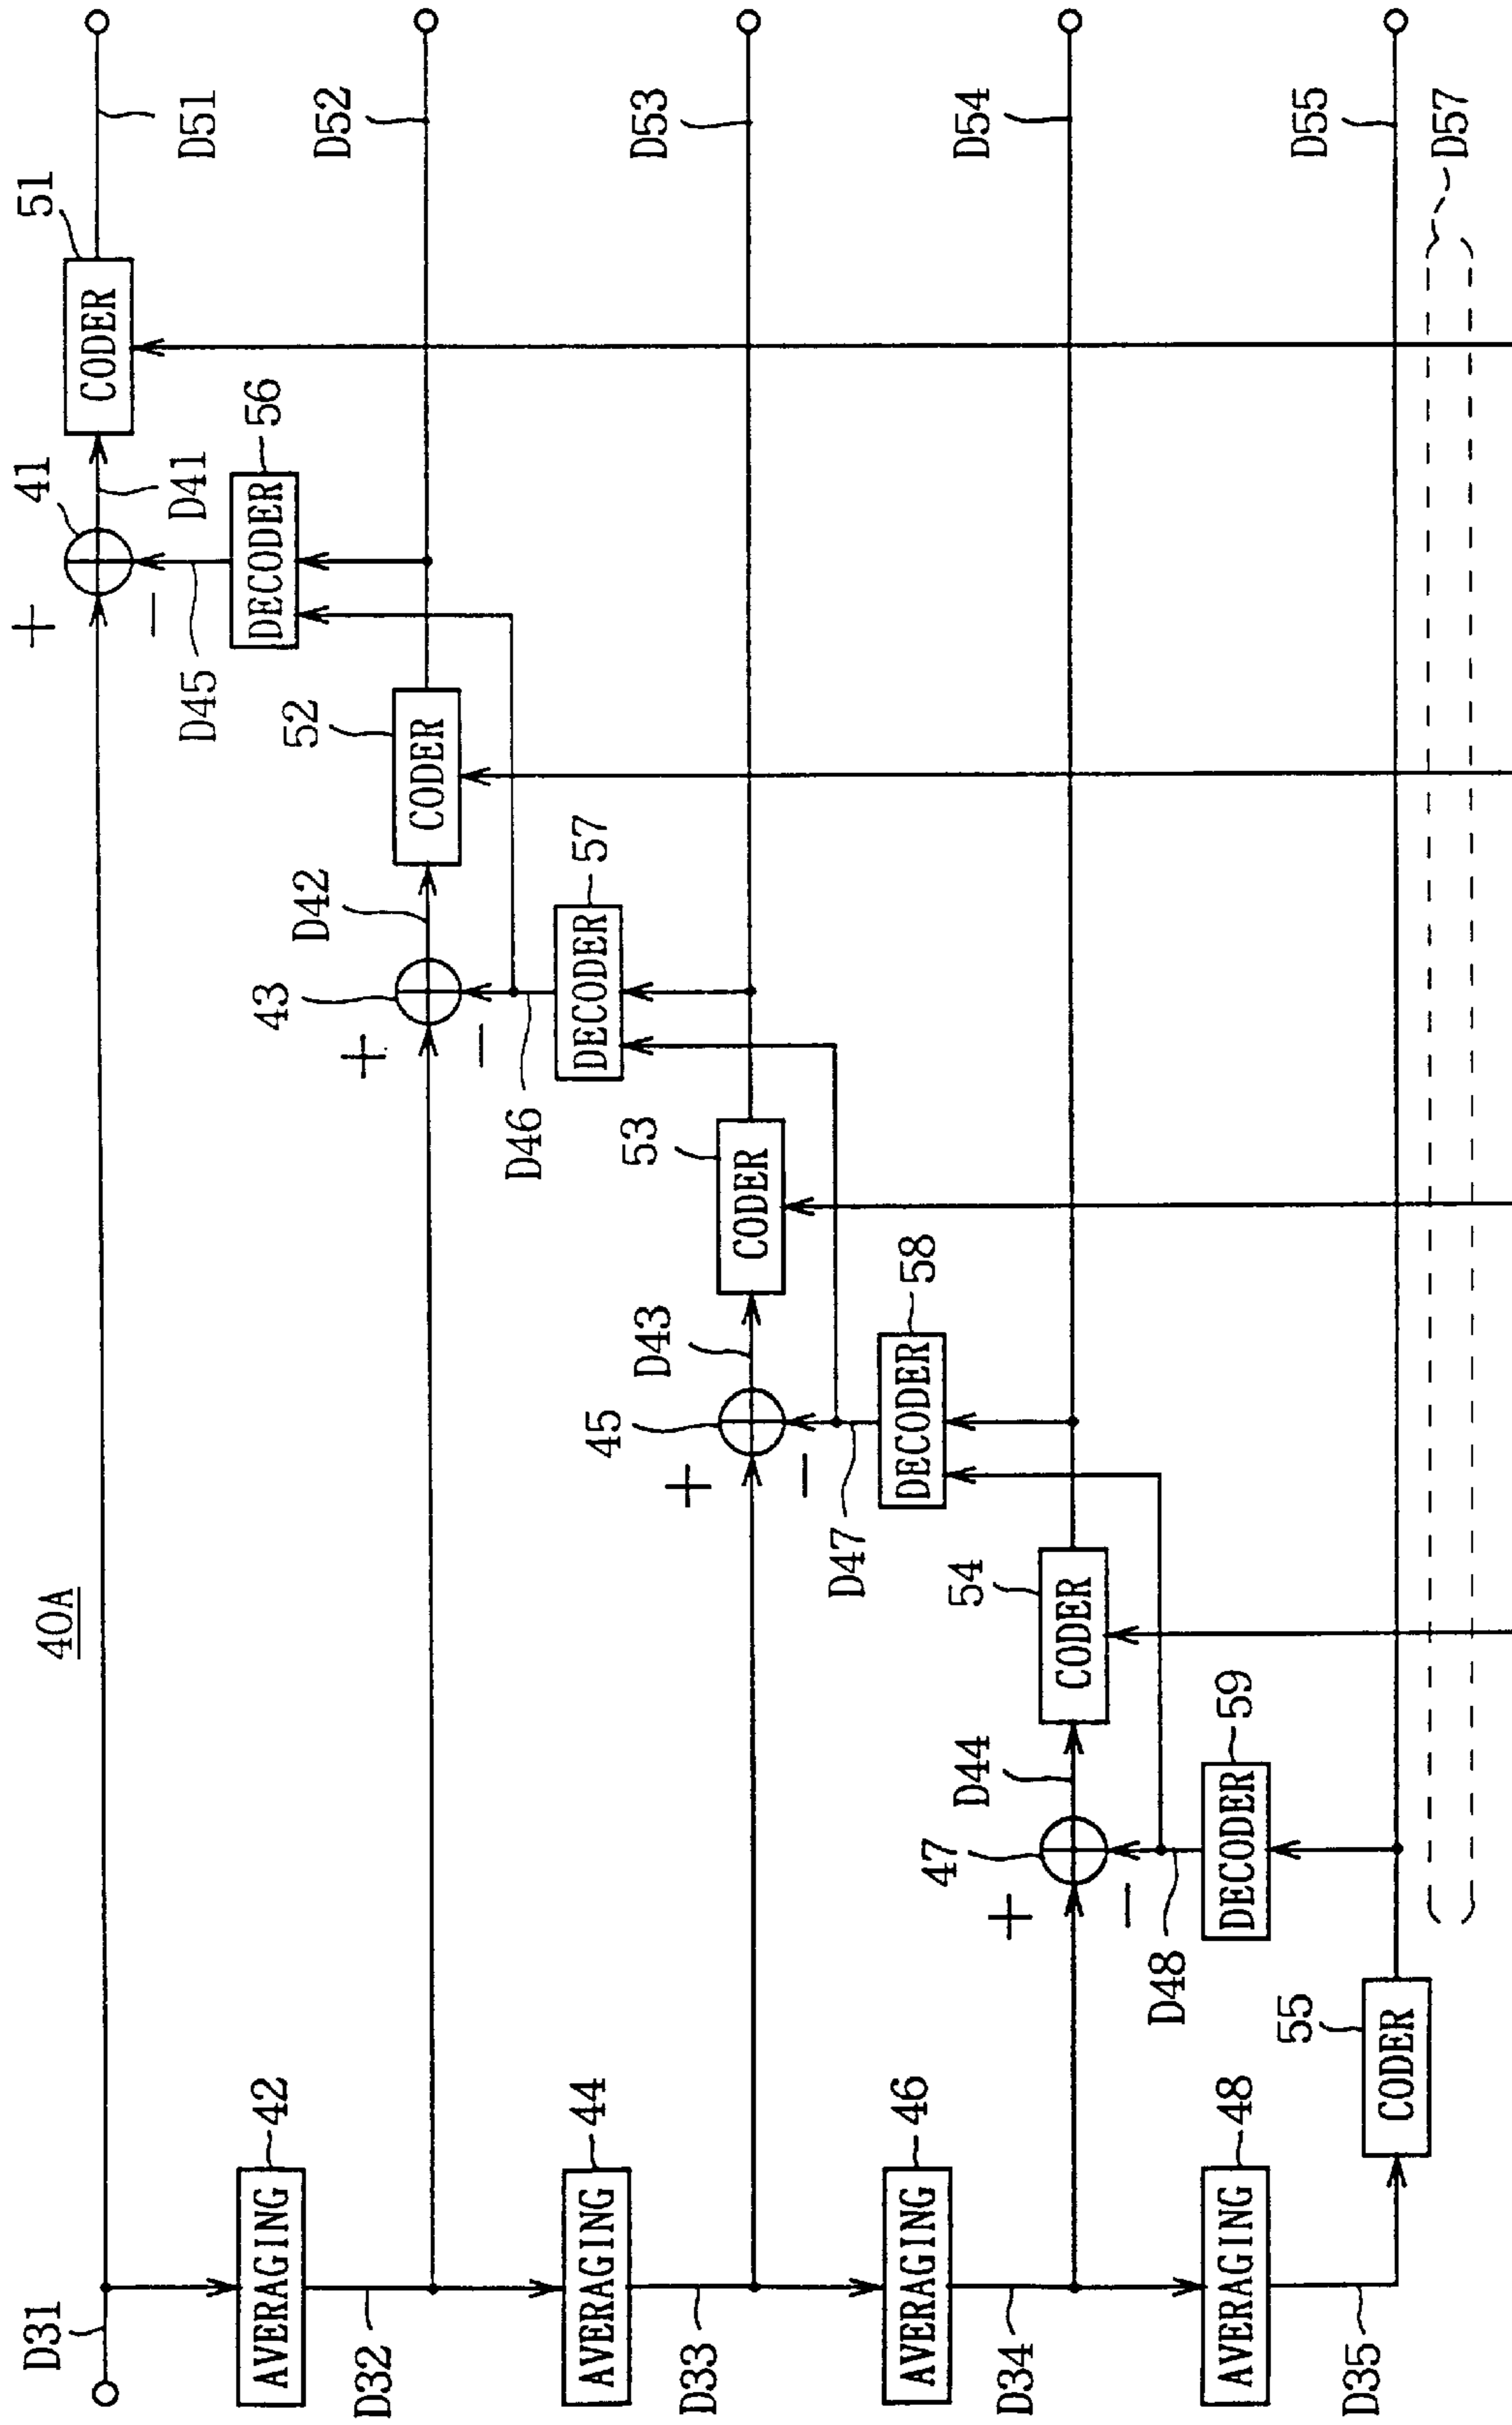 40A
D31
+
41
−
D41
51
CODER
D51
D45
DECODER
56
AVERAGING
42
D32
+
43
−
D42
52
CODER
D52
D46
DECODER
57
AVERAGING
44
D33
+
45
−
D43
53
CODER
D53
D47
DECODER
58
AVERAGING
46
D34
+
47
−
D44
54
CODER
D54
D48
DECODER
59
AVERAGING
48
D35
55
CODER
D55
D57